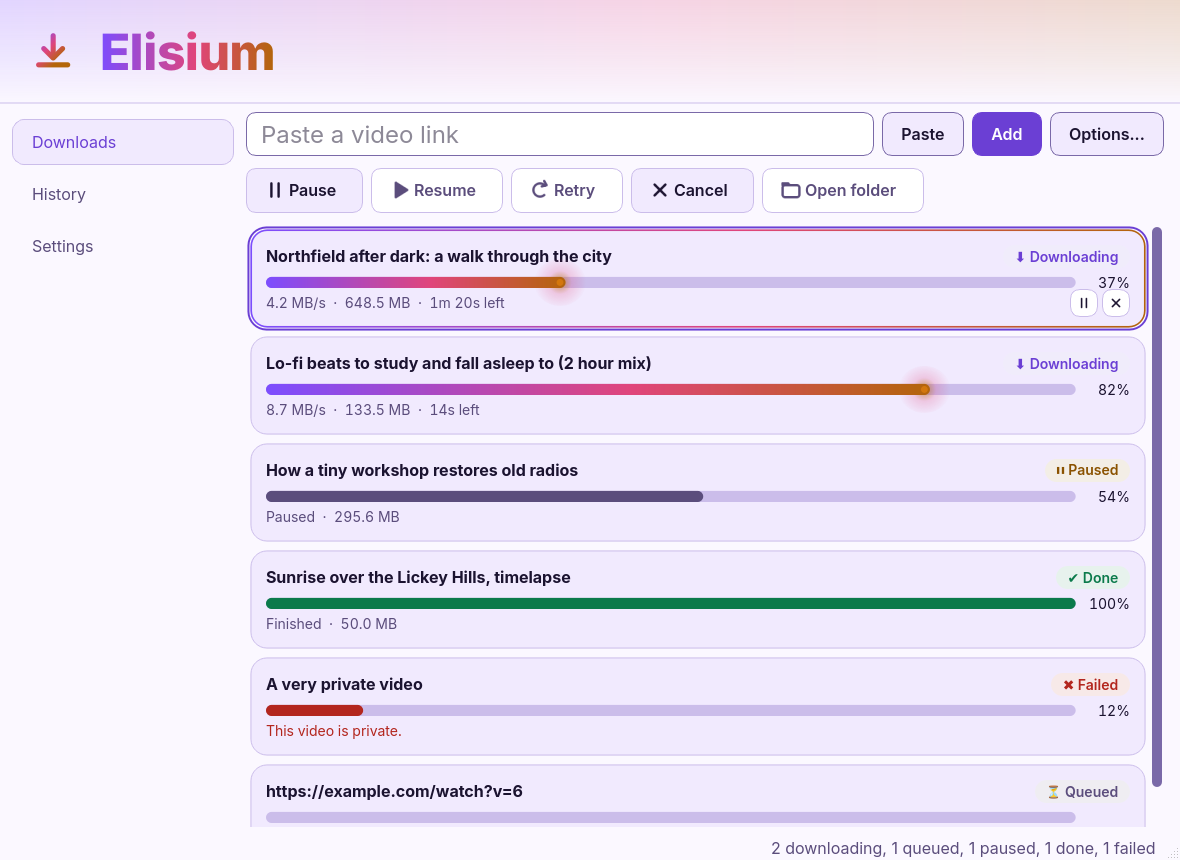 Elisium
Downloads
History
Settings
Paste a video link
Paste
Add
Options...
Pause
Resume
Retry
Cancel
Open folder
Northfield after dark: a walk through the city
⬇ Downloading
37%
4.2 MB/s · 648.5 MB · 1m 20s left
Lo-fi beats to study and fall asleep to (2 hour mix)
⬇ Downloading
82%
8.7 MB/s · 133.5 MB · 14s left
How a tiny workshop restores old radios
Paused
54%
Paused · 295.6 MB
Sunrise over the Lickey Hills, timelapse
✔ Done
100%
Finished · 50.0 MB
A very private video
✖ Failed
12%
This video is private.
https://example.com/watch?v=6
⏳ Queued
2 downloading, 1 queued, 1 paused, 1 done, 1 failed